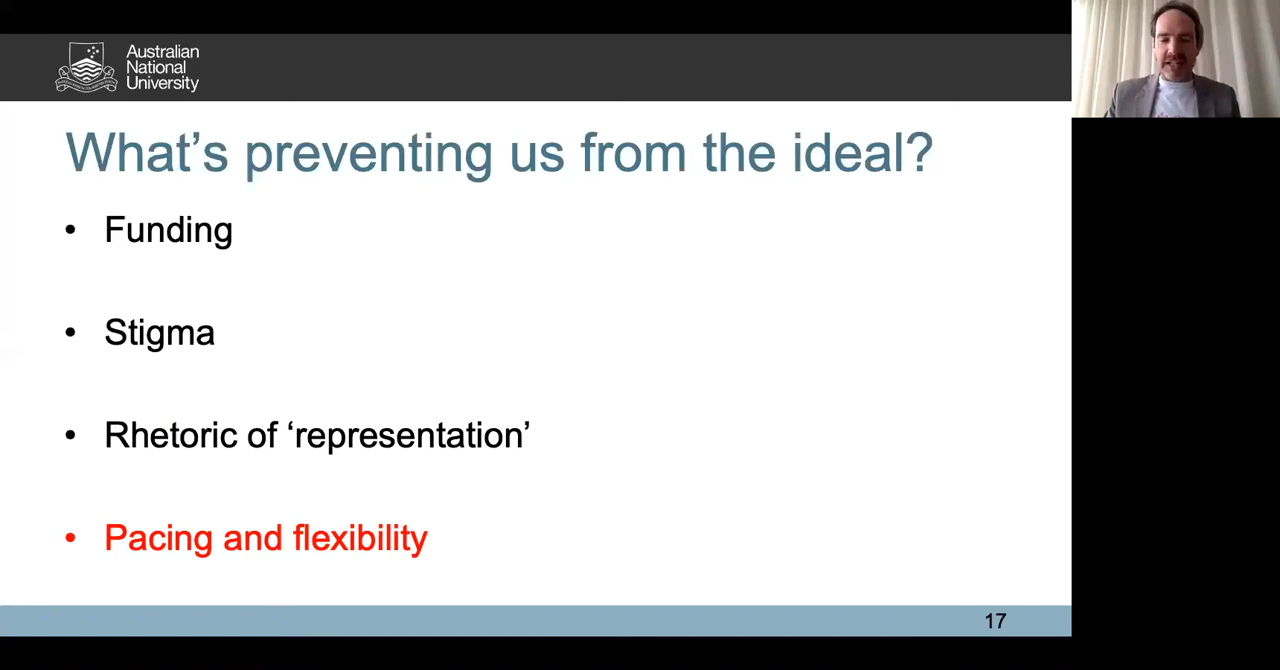 Australian
National
University
What's preventing us from the ideal?
• Funding
• Stigma
• Rhetoric of ‘representation’
• Pacing and flexibility
17